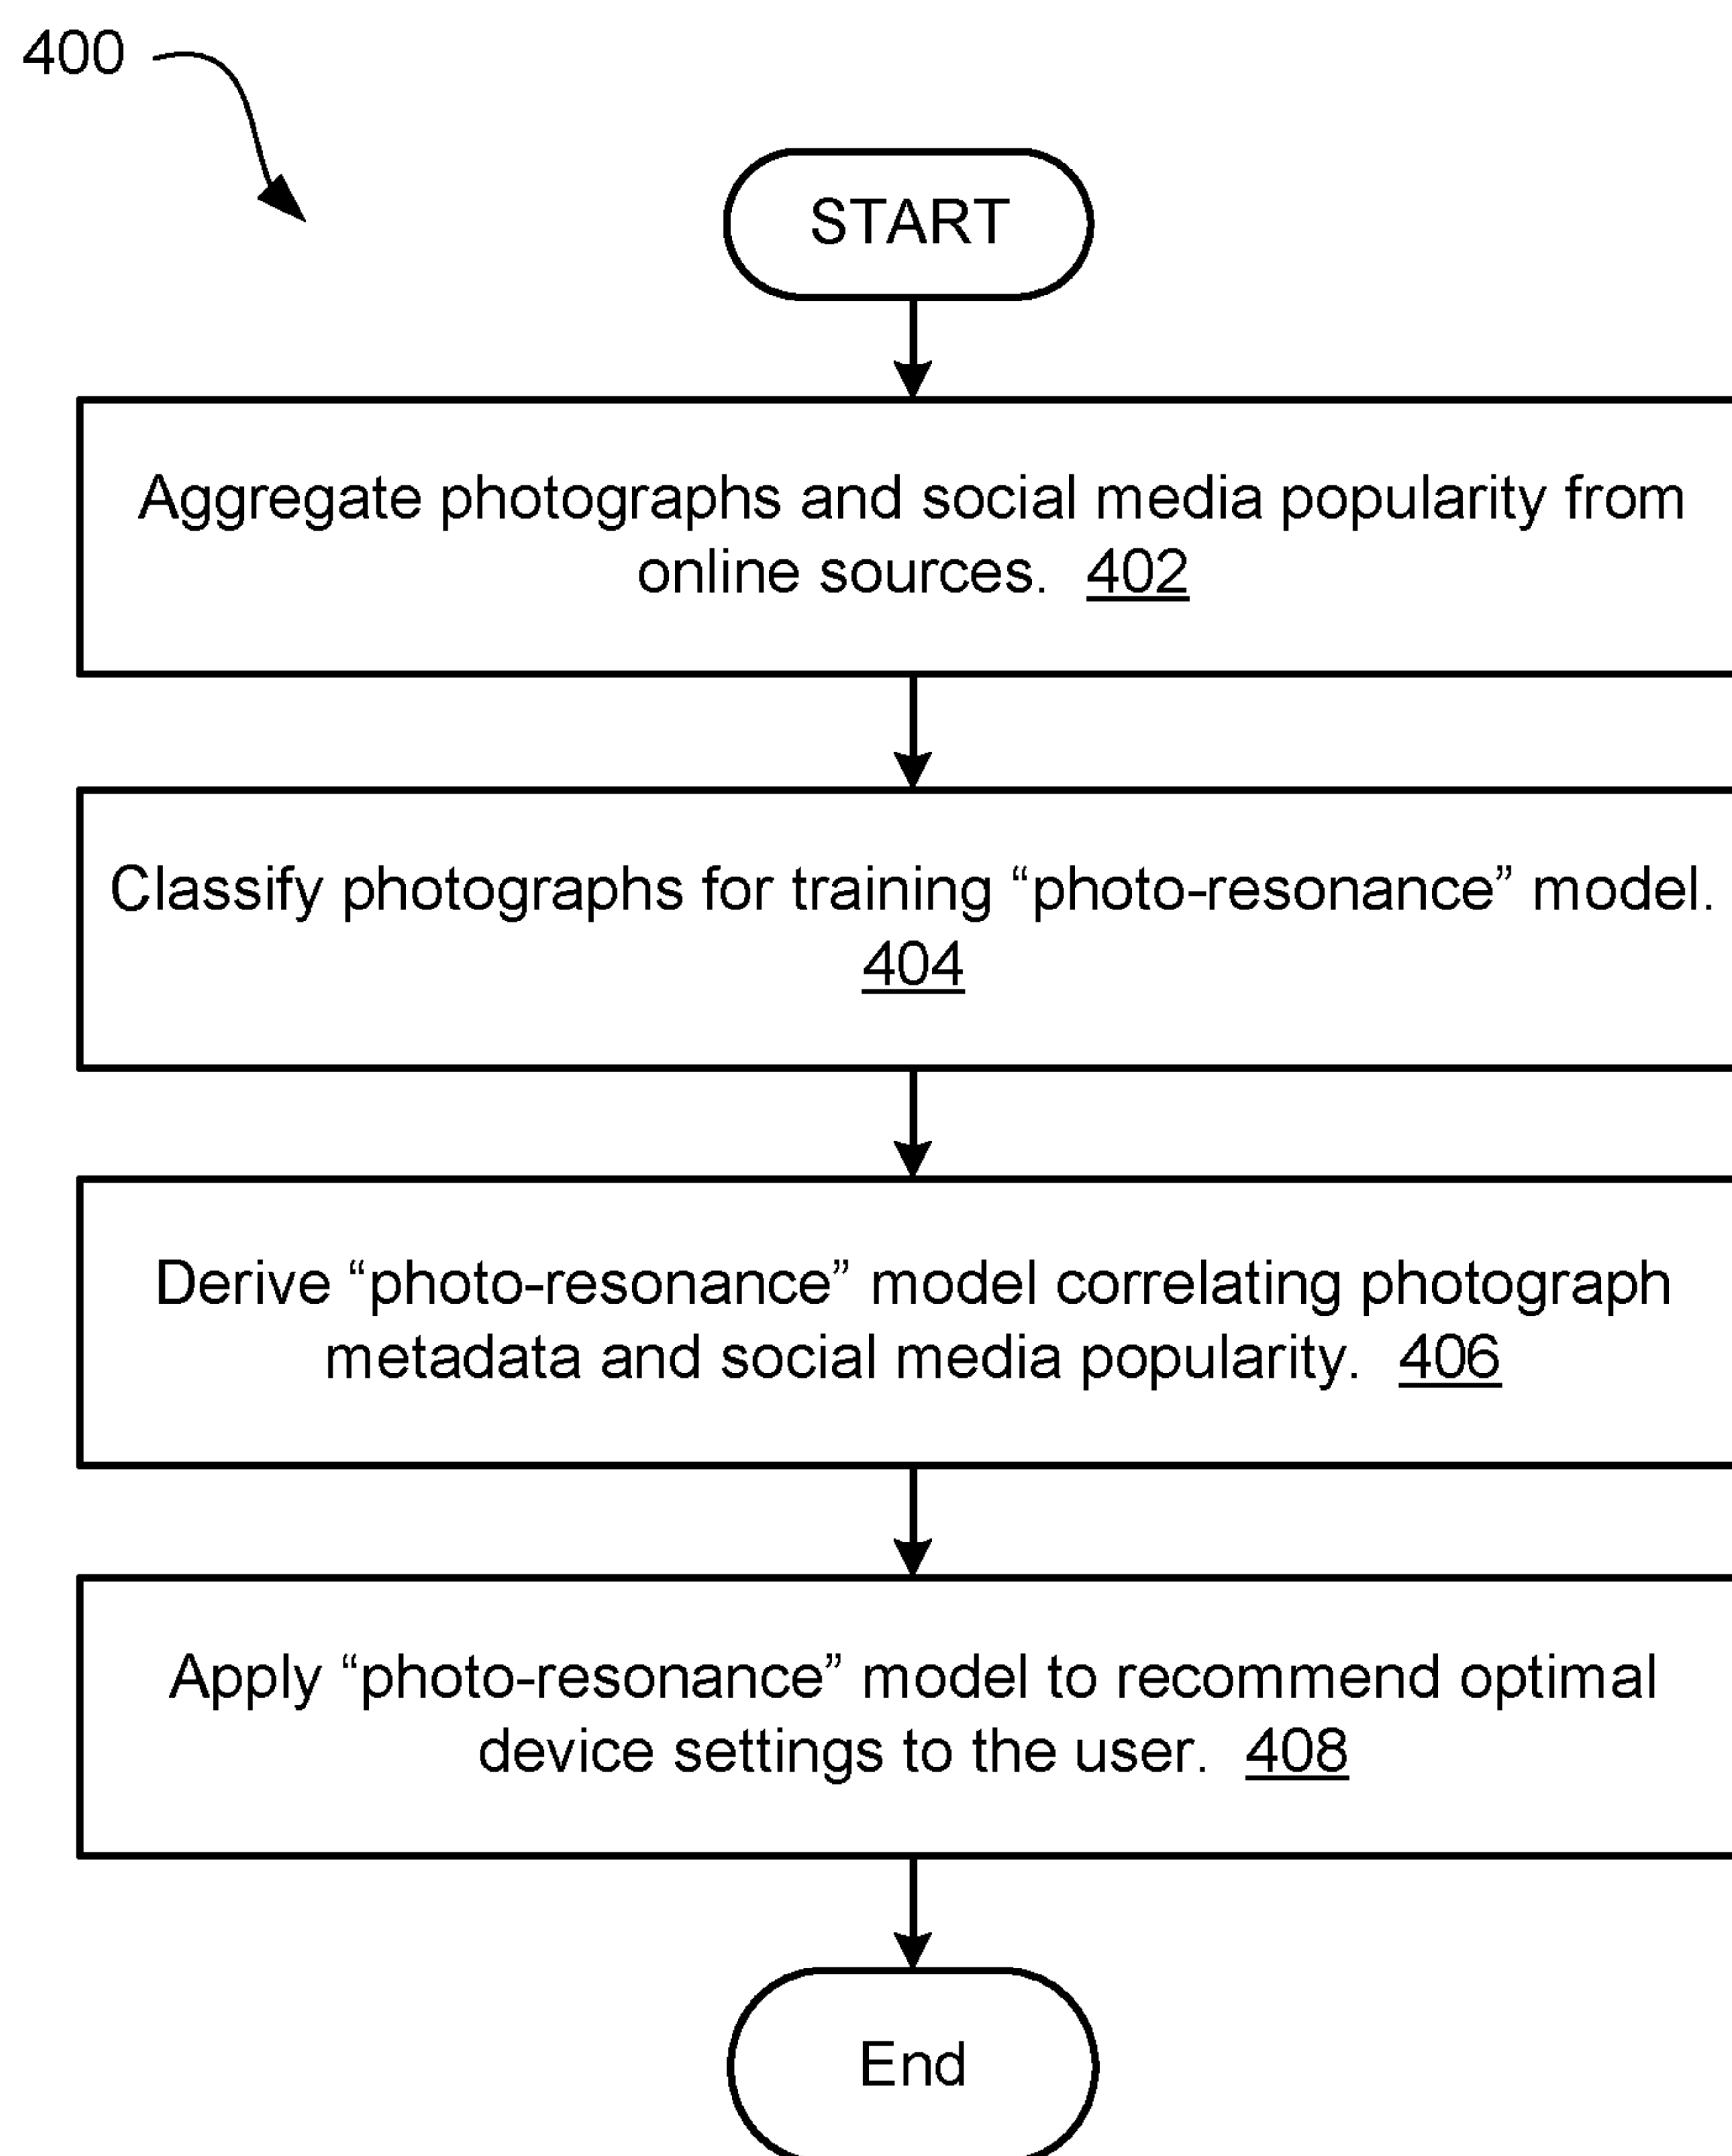 400
START
Aggregate photographs and social media popularity from
online sources. 402
Classify photographs for training “photo-resonance” model.
404
Derive “photo-resonance” model correlating photograph
metadata and social media popularity. 406
Apply “photo-resonance” model to recommend optimal
device settings to the user. 408
End